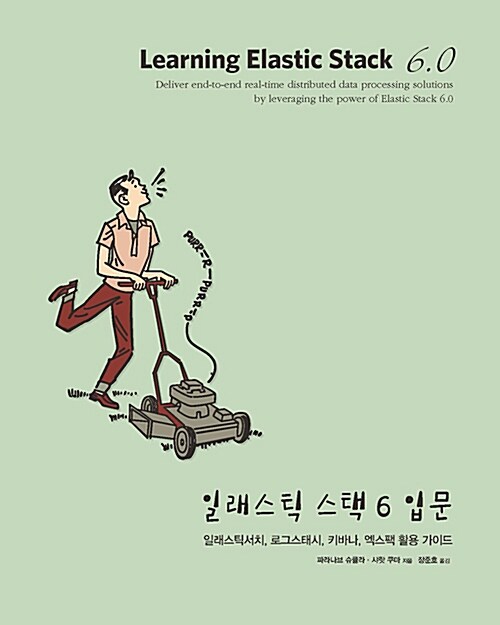 Learning Elastic Stack 6.0
Deliver end-to-end real-time distributed data processing solutions
by leveraging the power of Elastic Stack 6.0
PURR-R-PURR-D
일래스틱 스택 6 입문
일래스틱서치, 로그스태시, 키바나, 엑스팩 활용 가이드
파라나브 슈클라 · 샤랏 쿠마 지음 장준호 옮김